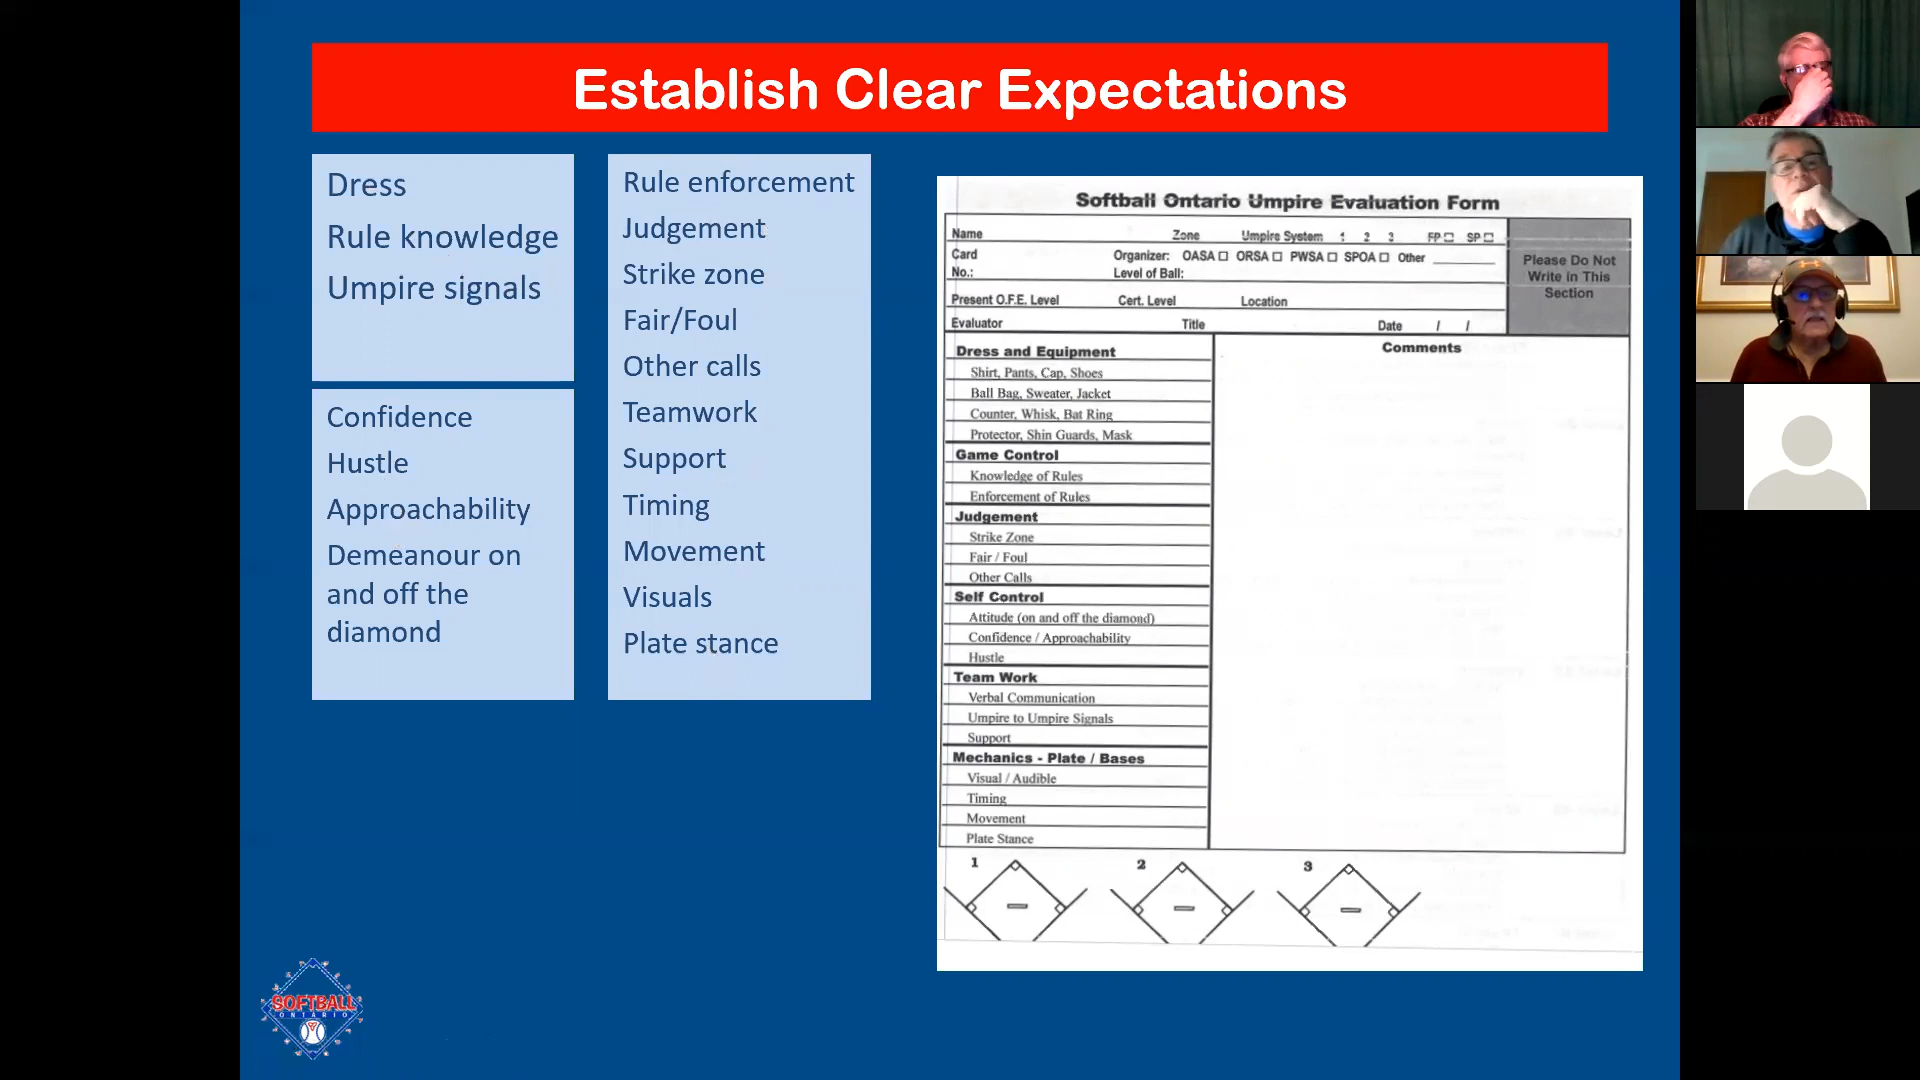 Establish Clear Expectations
Dress
Rule knowledge
Umpire signals
Confidence
Hustle
Approachability
Demeanour on
and off the
diamond
Rule enforcement
Judgement
Strike zone
Fair/Foul
Other calls
Teamwork
Support
Timing
Movement
Visuals
Plate stance
Softball Ontario Umpire Evaluation Form
Name Zone Umpire System 1 2 3 FP SP
Card Organizer: OASA ORSA PWSA SPOA Other
No.: Level of Ball:
Present O.F.E. Level Cert. Level Location
Evaluator Title Date / /
Please Do Not
Write in This
Section
Dress and Equipment
Shirt, Pants, Cap, Shoes
Ball Bag, Sweater, Jacket
Counter, Whisk, Bat Ring
Protector, Shin Guards, Mask
Game Control
Knowledge of Rules
Enforcement of Rules
Judgement
Strike Zone
Fair / Foul
Other Calls
Self Control
Attitude (on and off the diamond)
Confidence / Approachability
Hustle
Team Work
Verbal Communication
Umpire to Umpire Signals
Support
Mechanics - Plate / Bases
Visual / Audible
Timing
Movement
Plate Stance
Comments
1 2 3
SOFTBALL
ONTARIO